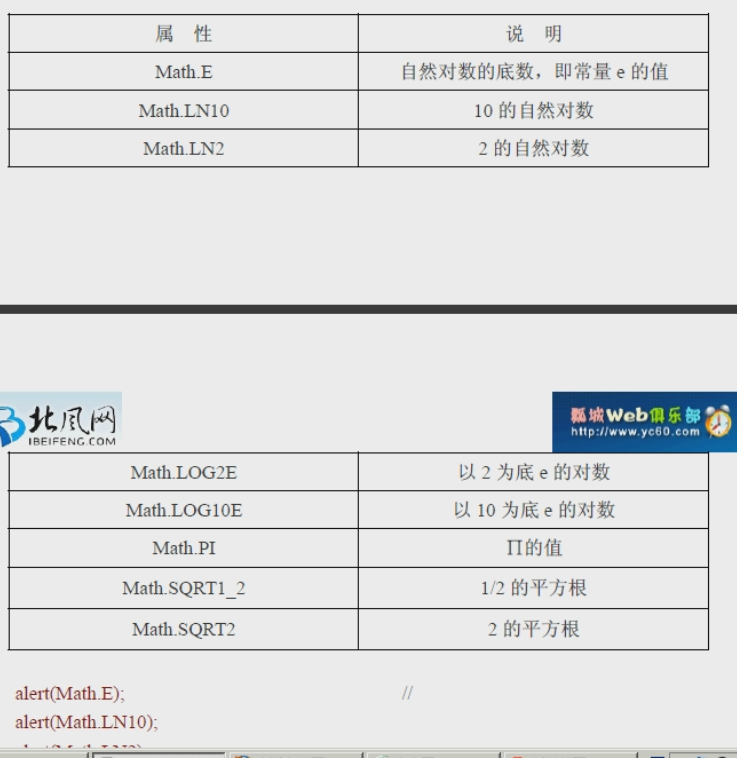 属 性 说 明
Math.E 自然对数的底数，即常量 e 的值
Math.LN10 10 的自然对数
Math.LN2 2 的自然对数
北风网
IBEIFENG.COM
瓢城Web俱乐部
http://www.yc60.com
Math.LOG2E 以 2 为底 e 的对数
Math.LOG10E 以 10 为底 e 的对数
Math.PI ∏的值
Math.SQRT1_2 1/2 的平方根
Math.SQRT2 2 的平方根
alert(Math.E); //
alert(Math.LN10);